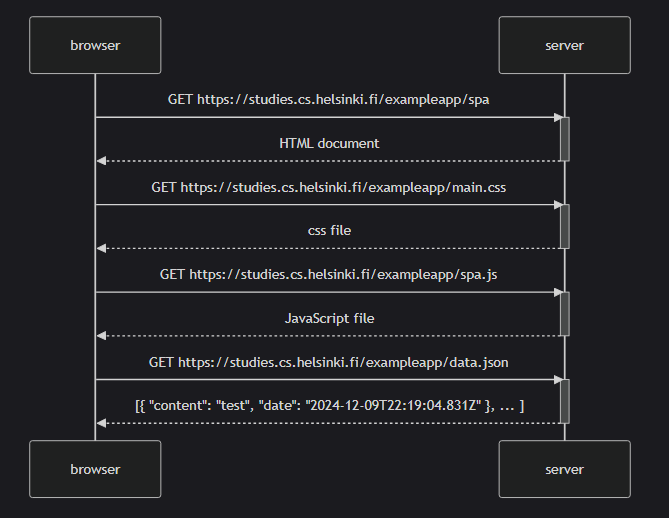 browser
server
GET https://studies.cs.helsinki.fi/exampleapp/spa
HTML document
GET https://studies.cs.helsinki.fi/exampleapp/main.css
css file
GET https://studies.cs.helsinki.fi/exampleapp/spa.js
JavaScript file
GET https://studies.cs.helsinki.fi/exampleapp/data.json
[{ "content": "test", "date": "2024-12-09T22:19:04.831Z" }, ... ]
browser
server